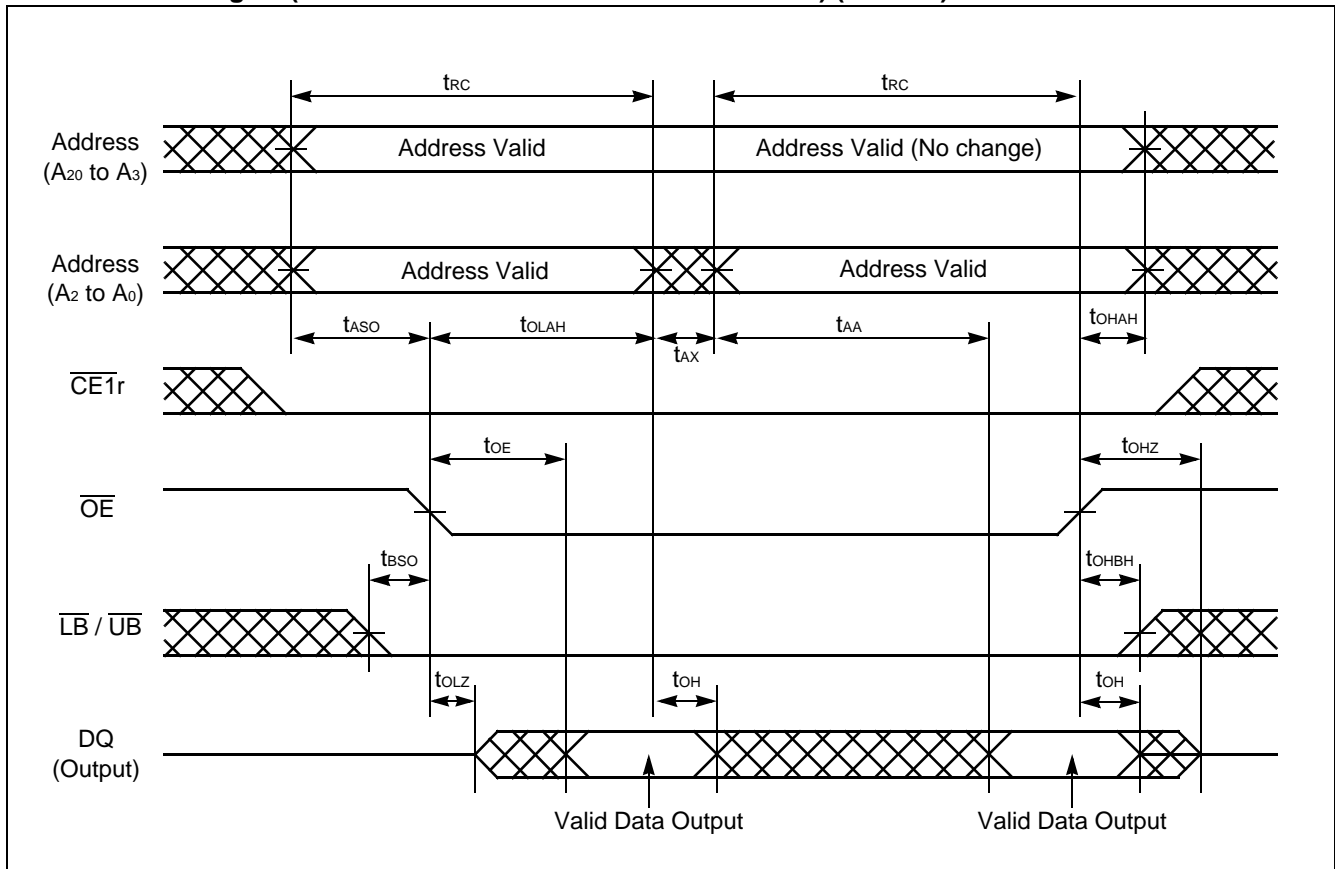 tRC tRC
Address
(A20 to A3)
Address Valid Address Valid (No change)
Address
(A2 to A0)
Address Valid Address Valid
tASO tOLAH tAX tAA tOHAH
CE1r
tOE tOHZ
OE
tBSO tOHBH
LB / UB
tOLZ tOH tOH
DQ
(Output)
Valid Data Output Valid Data Output